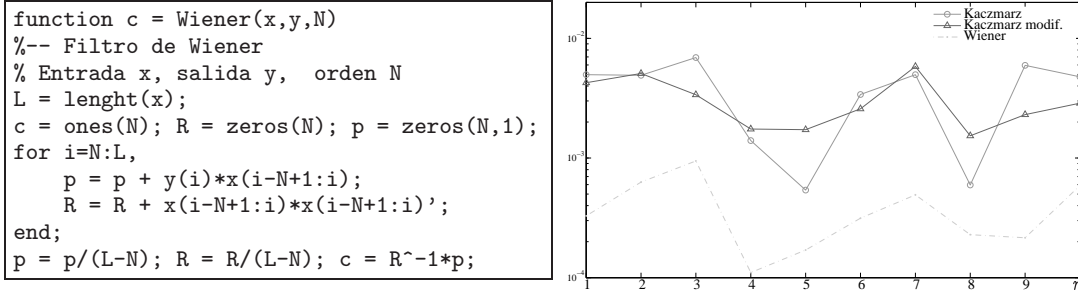 function c = Wiener(x,y,N)
%-- Filtro de Wiener
% Entrada x, salida y, orden N
L = lenght(x);
c = ones(N); R = zeros(N); p = zeros(N,1);
for i=N:L,
p = p + y(i)*x(i-N+1:i);
R = R + x(i-N+1:i)*x(i-N+1:i)';
end;
p = p/(L-N); R = R/(L-N); c = R^-1*p;
Kaczmarz
Kaczmarz modif.
Wiener
10^-2
10^-3
10^-4
1 2 3 4 5 6 7 8 9